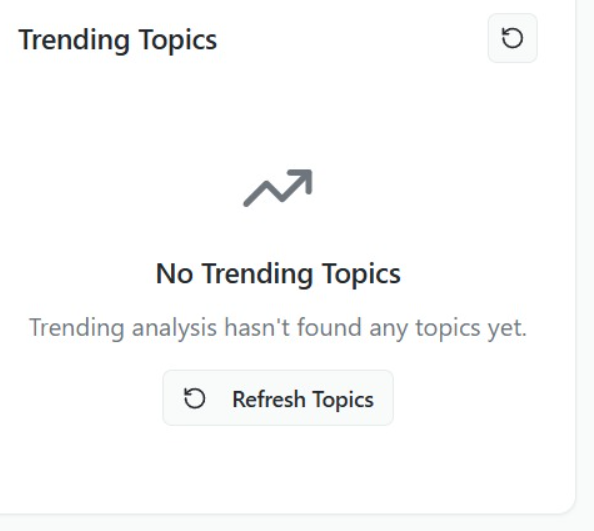 Trending Topics
No Trending Topics
Trending analysis hasn't found any topics yet.
Refresh Topics